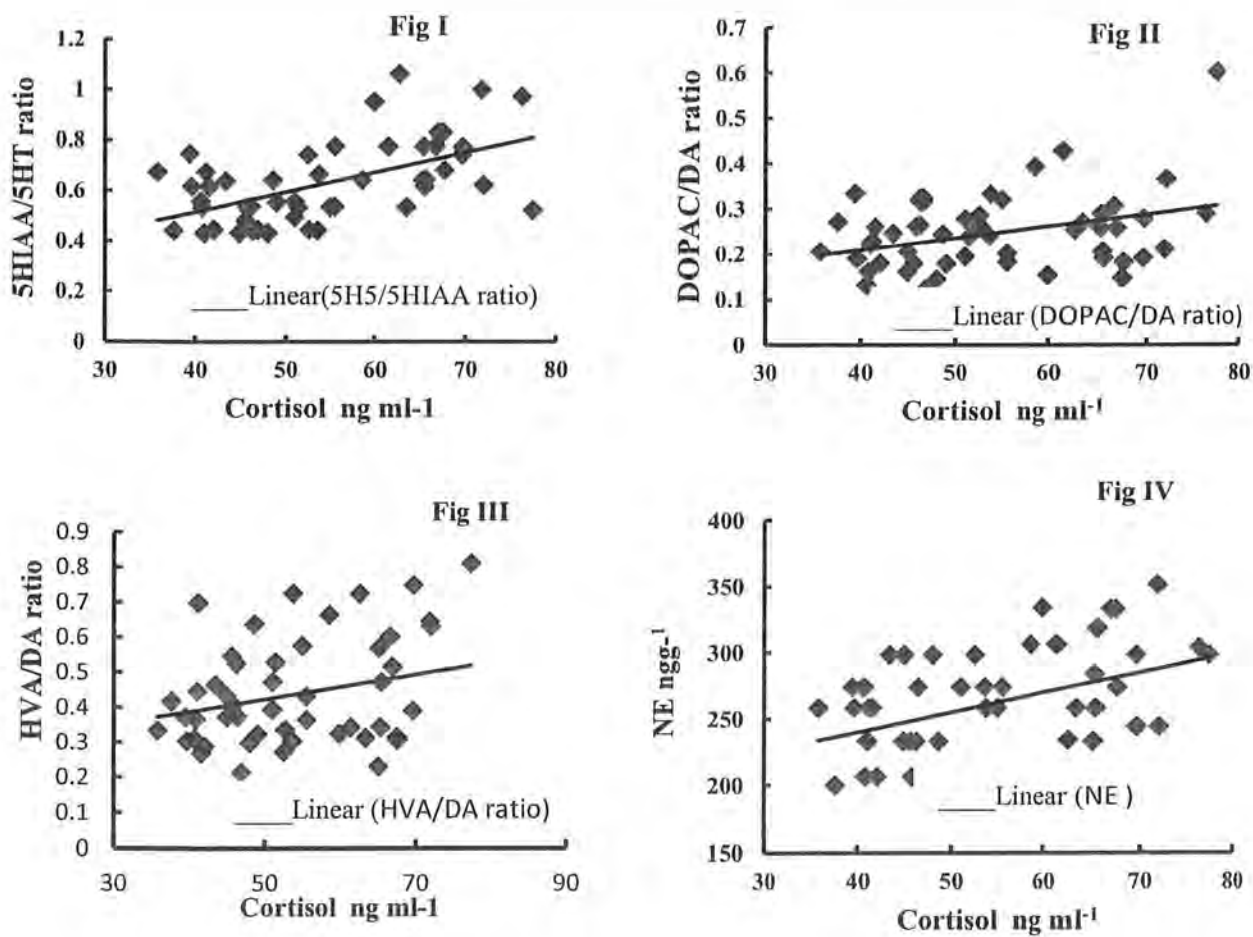 Fig I
1.2
1
0.8
0.6
0.4
0.2
0
5HIAA/5HT ratio
Linear(5H5/5HIAA ratio)
30 40 50 60 70 80
Cortisol ng ml-1
Fig II
0.7
0.6
0.5
0.4
0.3
0.2
0.1
0
DOPAC/DA ratio
Linear (DOPAC/DA ratio)
30 40 50 60 70 80
Cortisol ng ml-1
Fig III
0.9
0.8
0.7
0.6
0.5
0.4
0.3
0.2
0.1
0
HVA/DA ratio
Linear (HVA/DA ratio)
30 50 70 90
Cortisol ng ml-1
Fig IV
400
350
300
250
200
150
NE ngg-1
Linear (NE )
30 40 50 60 70 80
Cortisol ng ml-1